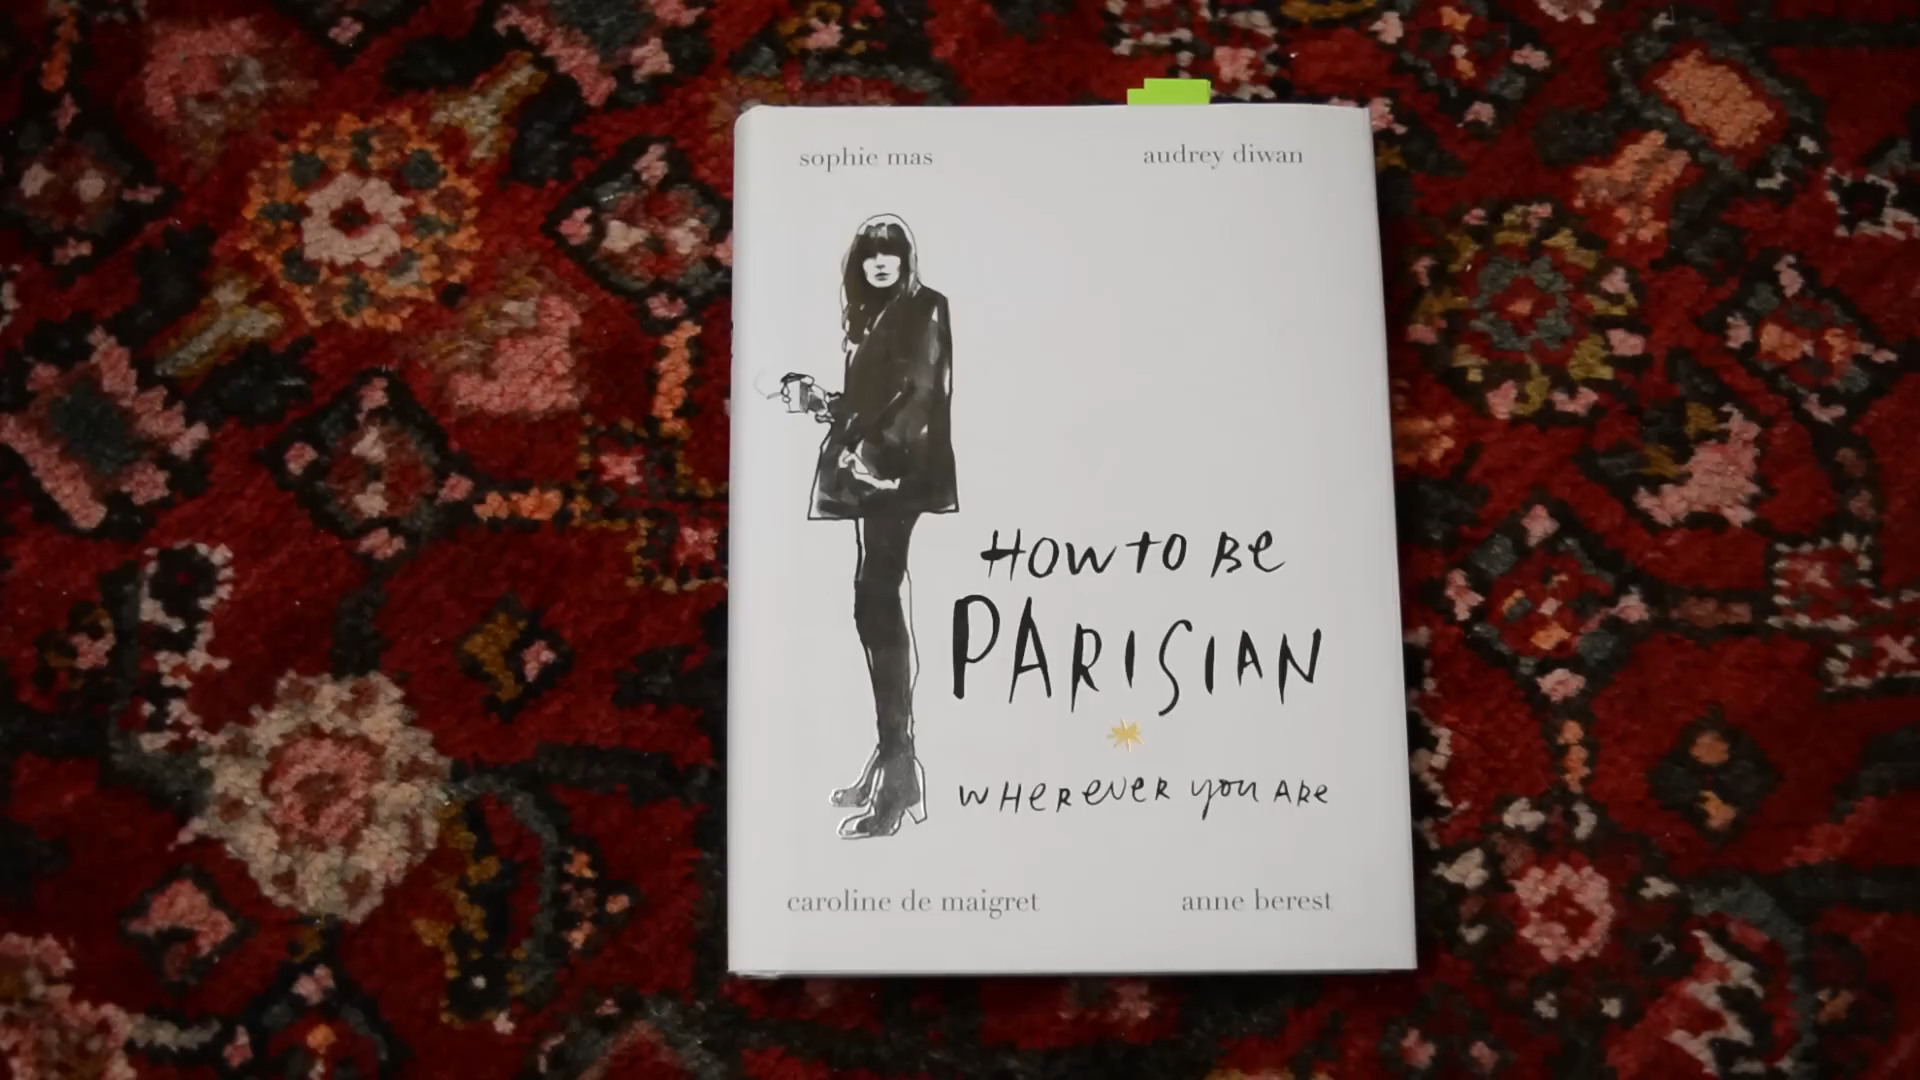 sophie mas
audrey diwan
HOW TO Be
PARISIAN
WHeReveR you ARe
caroline de maigret
anne berest